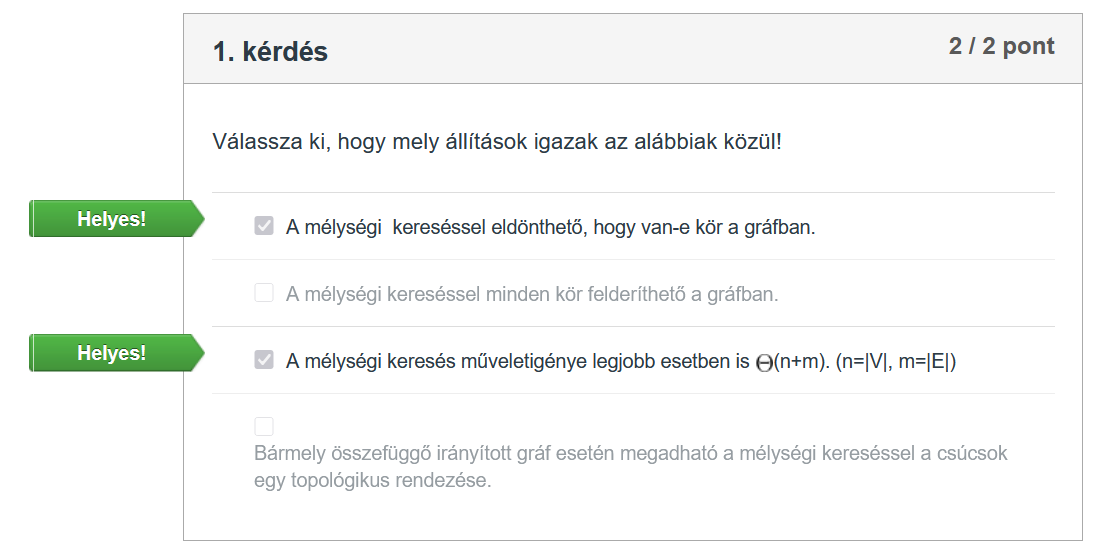 1. kérdés
2 / 2 pont
Válassza ki, hogy mely állítások igazak az alábbiak közül!
Helyes!
A mélységi kereséssel eldönthető, hogy van-e kör a gráfban.
A mélységi kereséssel minden kör felderíthető a gráfban.
Helyes!
A mélységi keresés műveletigénye legjobb esetben is Θ(n+m). (n=|V|, m=|E|)
Bármely összefüggő irányított gráf esetén megadható a mélységi kereséssel a csúcsok
egy topológikus rendezése.